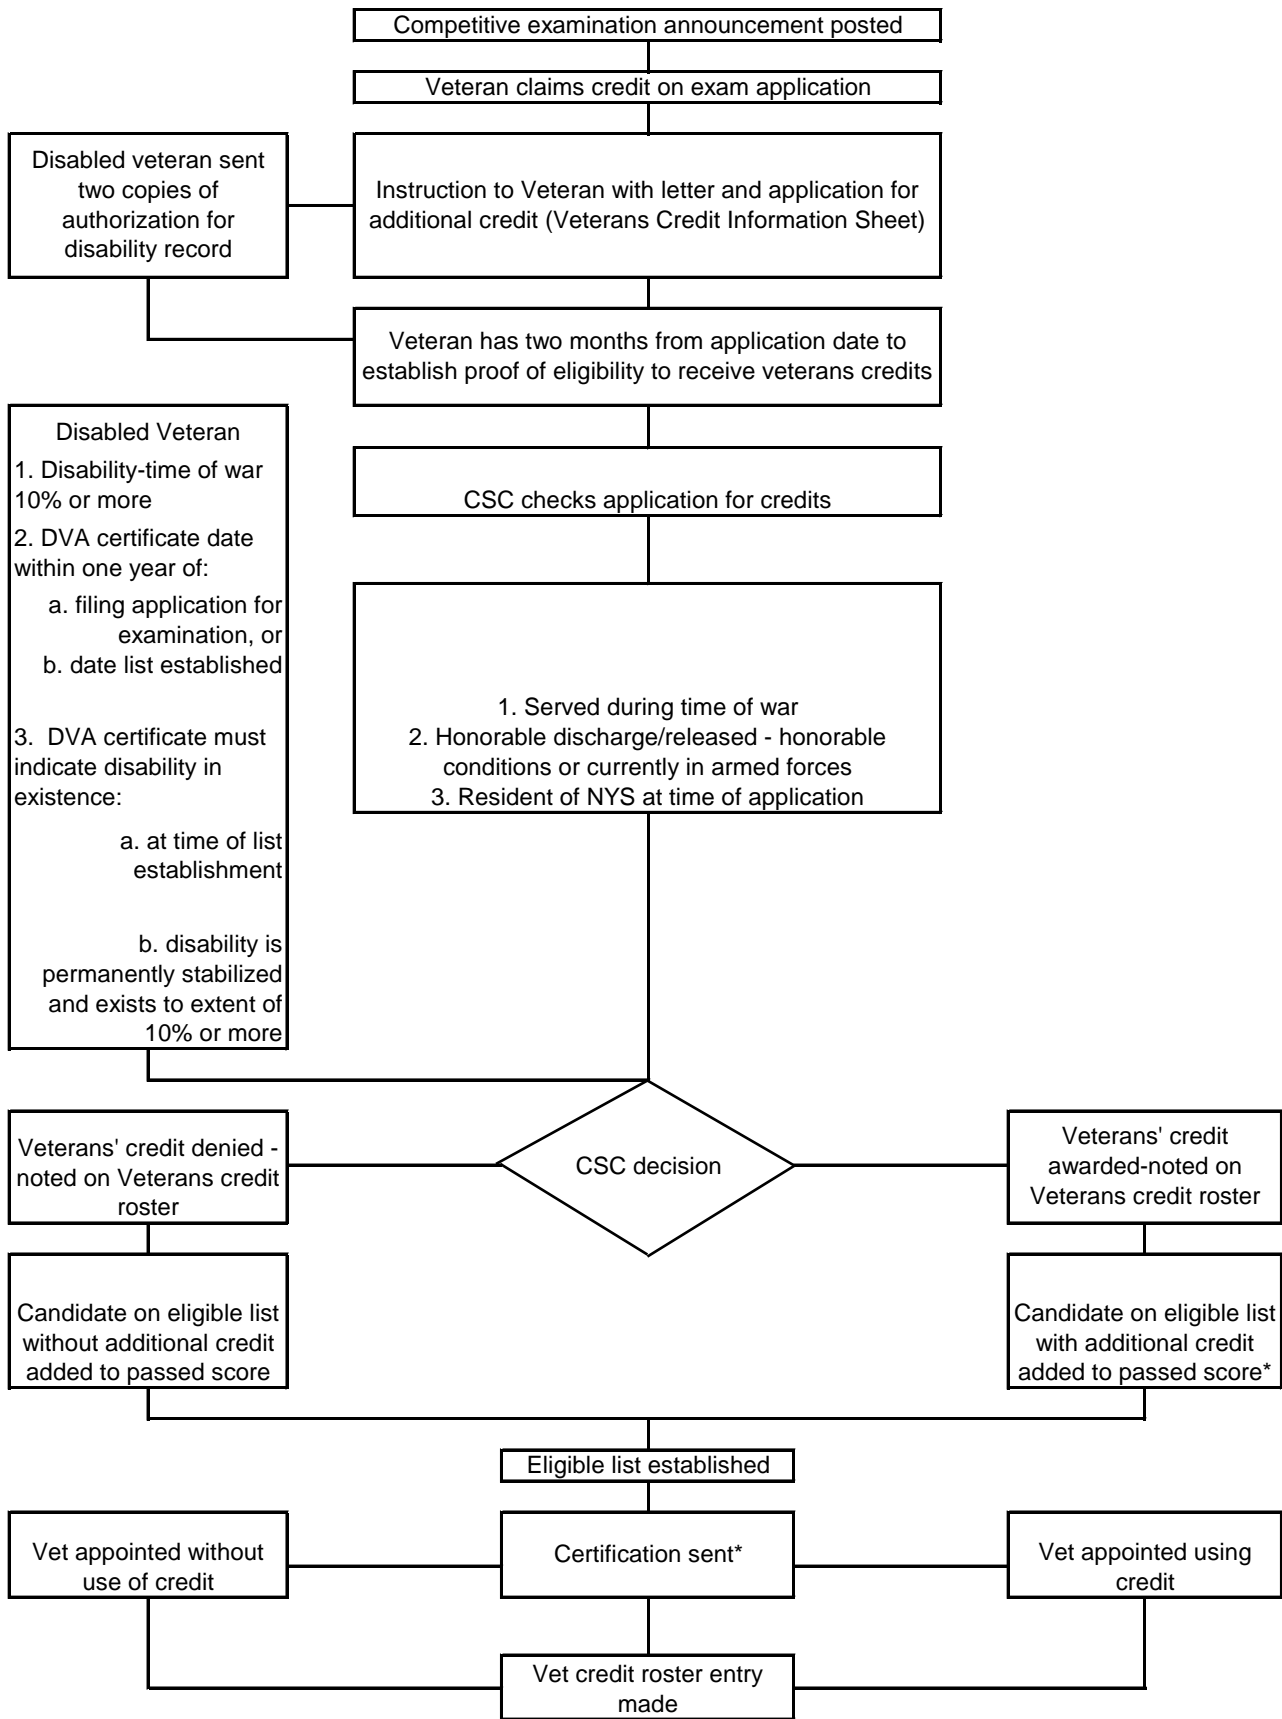 Competitive examination announcement posted
Veteran claims credit on exam application
Disabled veteran sent
two copies of
authorization for
disability record
Instruction to Veteran with letter and application for
additional credit (Veterans Credit Information Sheet)
Veteran has two months from application date to
establish proof of eligibility to receive veterans credits
Disabled Veteran
1. Disability-time of war
10% or more
2. DVA certificate date
within one year of:
a. filing application for
examination, or
b. date list established
3.  DVA certificate must
indicate disability in
existence:
a. at time of list
establishment
b. disability is
permanently stabilized
and exists to extent of
10% or more
CSC checks application for credits
1. Served during time of war
2. Honorable discharge/released - honorable
conditions or currently in armed forces
3. Resident of NYS at time of application
Veterans' credit denied -
noted on Veterans credit
roster
CSC decision
Veterans' credit
awarded-noted on
Veterans credit roster
Candidate on eligible list
without additional credit
added to passed score
Candidate on eligible list
with additional credit
added to passed score*
Eligible list established
Vet appointed without
use of credit
Certification sent*
Vet appointed using
credit
Vet credit roster entry
made